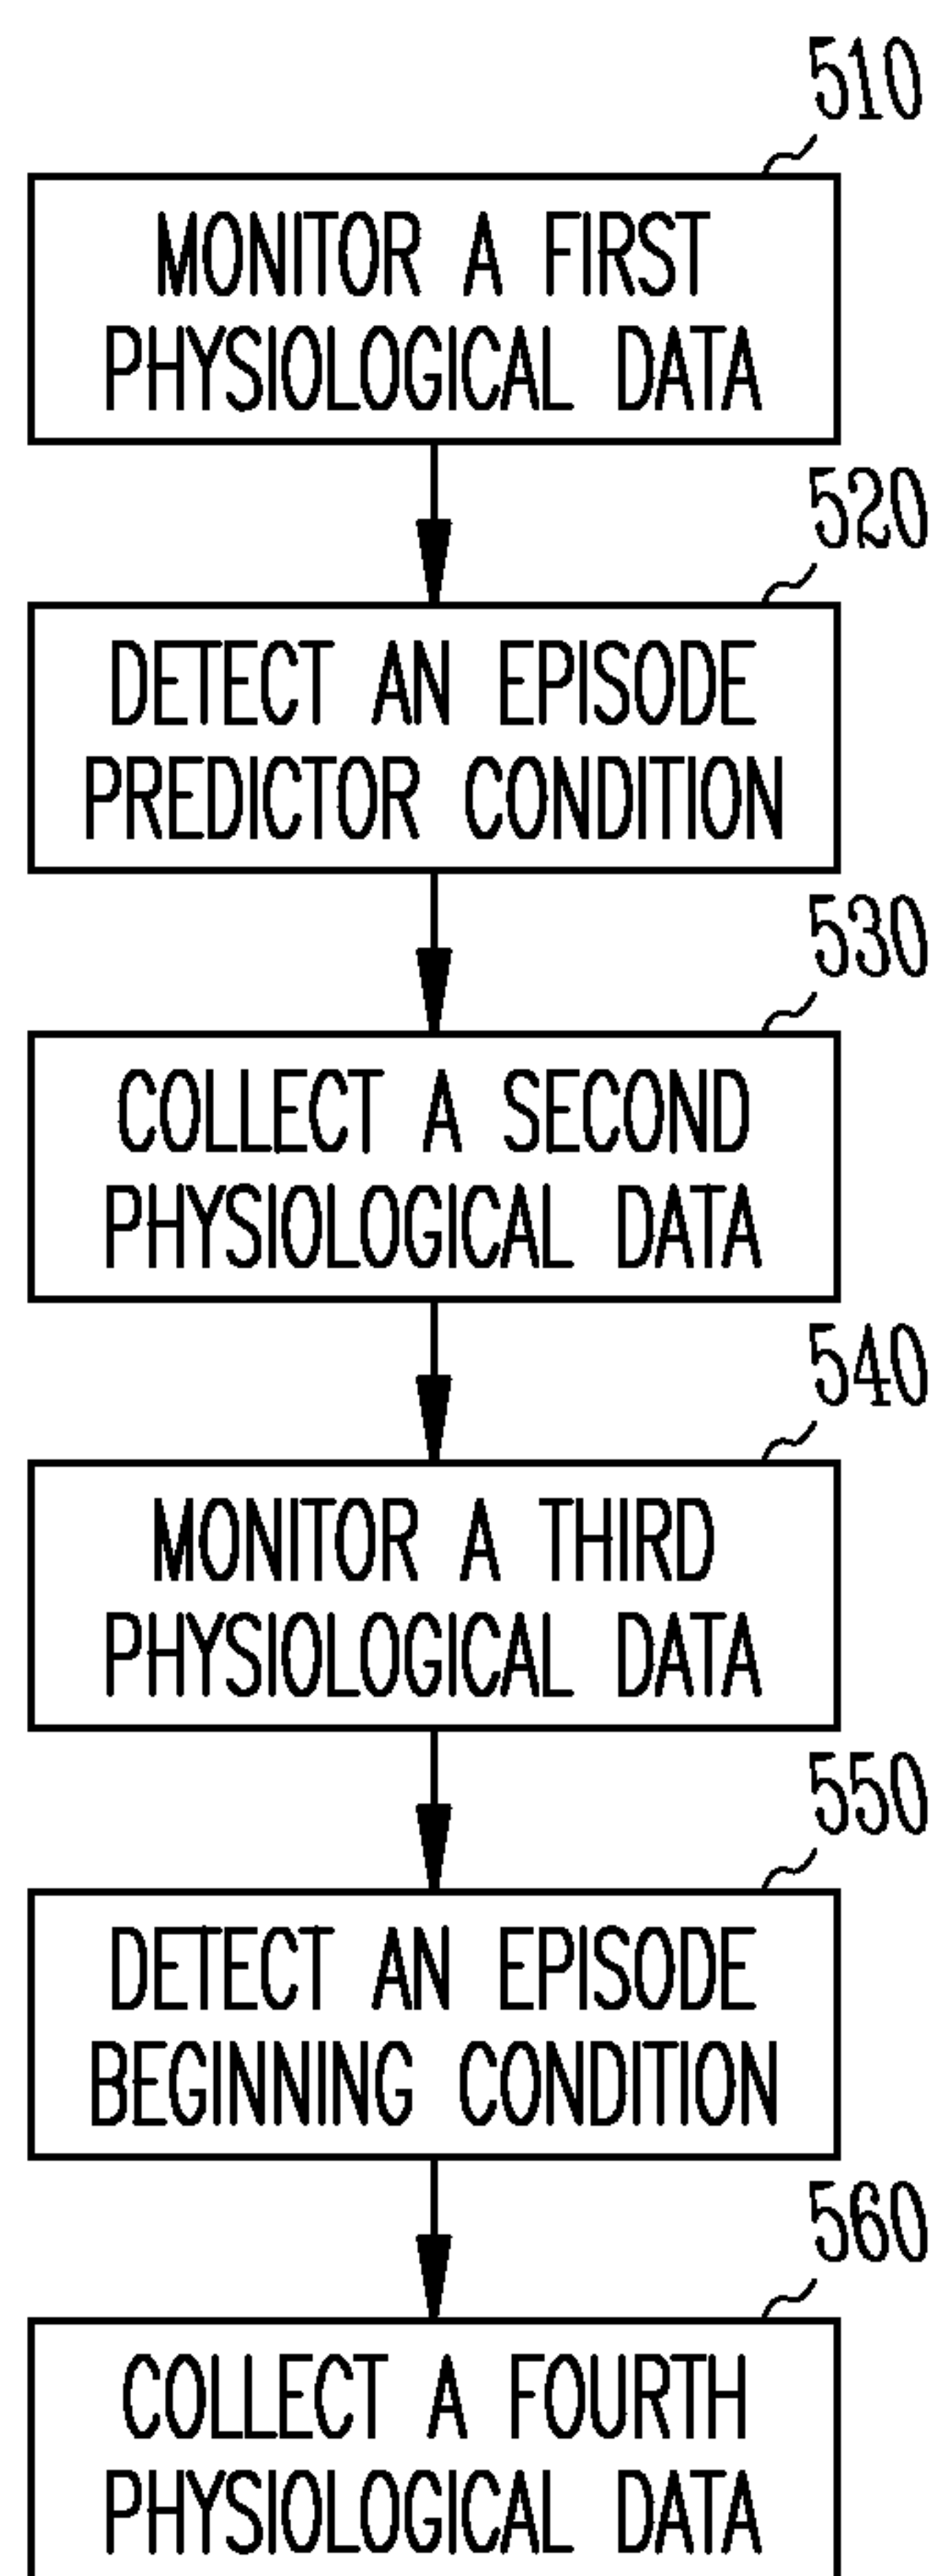 510
MONITOR A FIRST
PHYSIOLOGICAL DATA
520
DETECT AN EPISODE
PREDICTOR CONDITION
530
COLLECT A SECOND
PHYSIOLOGICAL DATA
540
MONITOR A THIRD
PHYSIOLOGICAL DATA
550
DETECT AN EPISODE
BEGINNING CONDITION
560
COLLECT A FOURTH
PHYSIOLOGICAL DATA